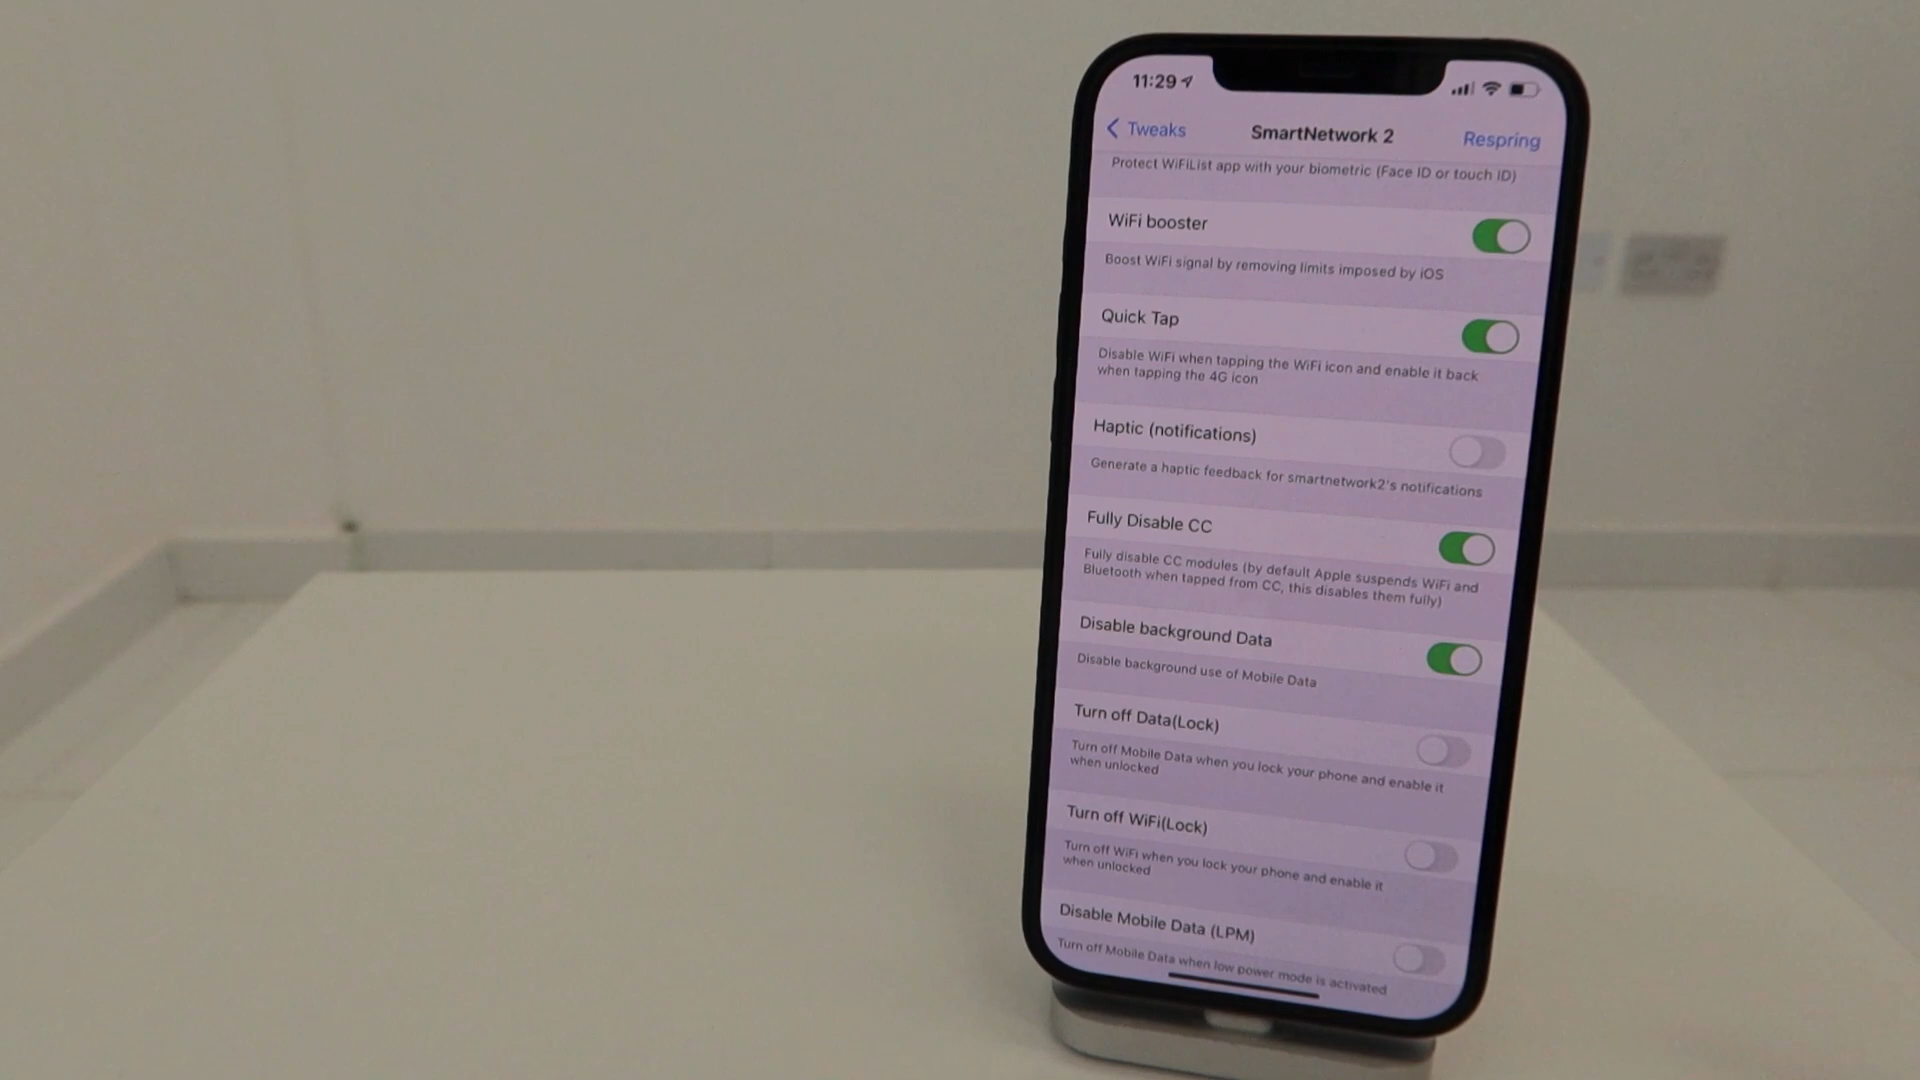 11:29
Tweaks
SmartNetwork 2
Respring
Protect WiFiList app with your biometric (Face ID or touch ID)
WiFi booster
Boost WiFi signal by removing limits imposed by iOS
Quick Tap
Disable WiFi when tapping the WiFi icon and enable it back
when tapping the 4G icon
Haptic (notifications)
Generate a haptic feedback for smartnetwork2's notifications
Fully Disable CC
Fully disable CC modules (by default Apple suspends WiFi and
Bluetooth when tapped from CC, this disables them fully)
Disable background Data
Disable background use of Mobile Data
Turn off Data(Lock)
Turn off Mobile Data when you lock your phone and enable it
when unlocked
Turn off WiFi(Lock)
Turn off WiFi when you lock your phone and enable it
when unlocked
Disable Mobile Data (LPM)
Turn off Mobile Data when low power mode is activated